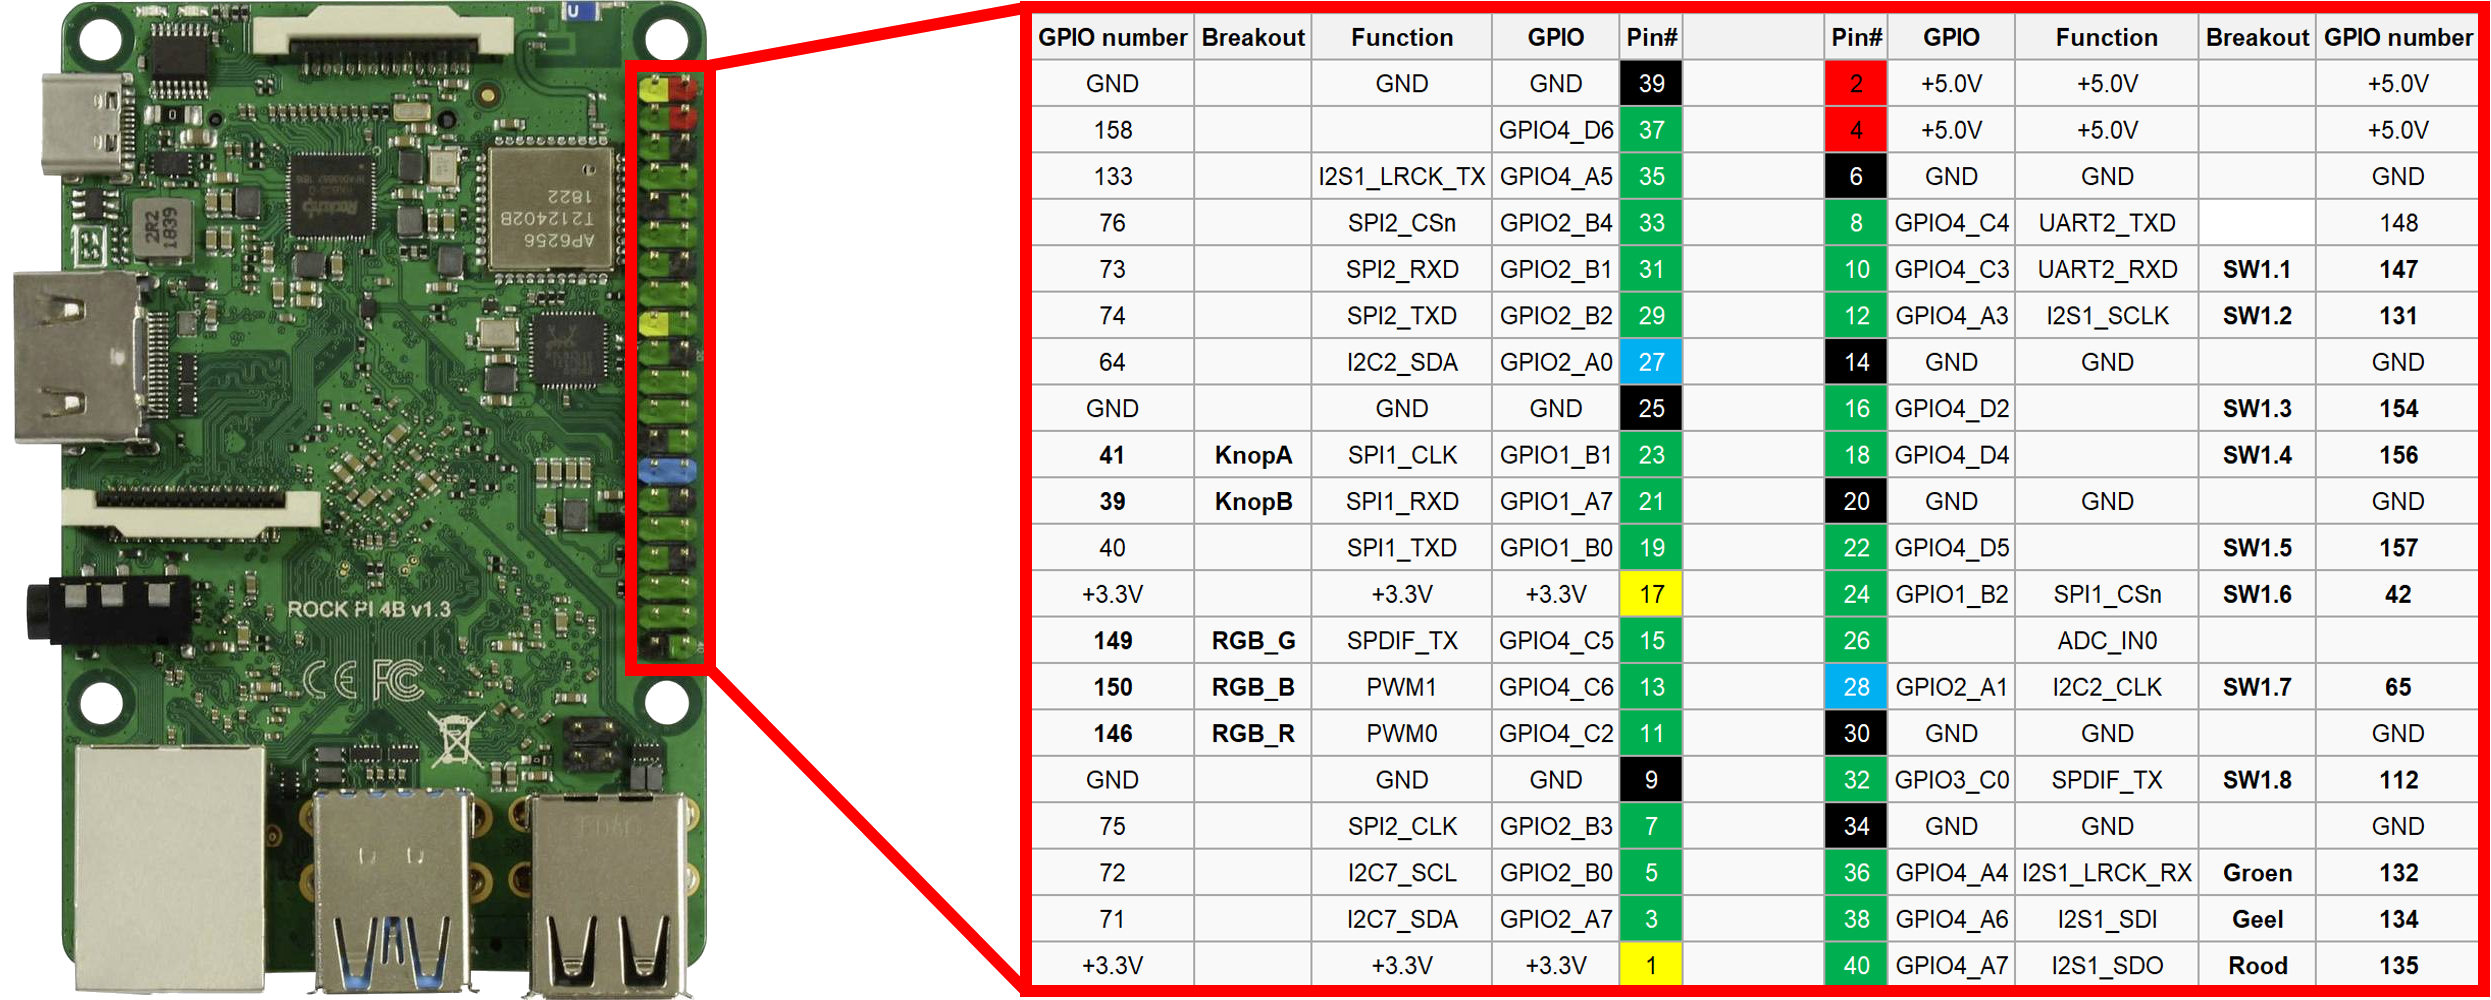 U
2R2
1839
1822
T212402B
AP6256
ROCK PI 4B v1.3
CE FC
GPIO number Breakout Function GPIO Pin# Pin# GPIO Function Breakout GPIO number
GND GND GND 39 2 +5.0V +5.0V +5.0V
158 GPIO4_D6 37 4 +5.0V +5.0V +5.0V
133 I2S1_LRCK_TX GPIO4_A5 35 6 GND GND GND
76 SPI2_CSn GPIO2_B4 33 8 GPIO4_C4 UART2_TXD 148
73 SPI2_RXD GPIO2_B1 31 10 GPIO4_C3 UART2_RXD SW1.1 147
74 SPI2_TXD GPIO2_B2 29 12 GPIO4_A3 I2S1_SCLK SW1.2 131
64 I2C2_SDA GPIO2_A0 27 14 GND GND GND
GND GND GND 25 16 GPIO4_D2 SW1.3 154
41 KnopA SPI1_CLK GPIO1_B1 23 18 GPIO4_D4 SW1.4 156
39 KnopB SPI1_RXD GPIO1_A7 21 20 GND GND GND
40 SPI1_TXD GPIO1_B0 19 22 GPIO4_D5 SW1.5 157
+3.3V +3.3V +3.3V 17 24 GPIO1_B2 SPI1_CSn SW1.6 42
149 RGB_G SPDIF_TX GPIO4_C5 15 26 ADC_IN0
150 RGB_B PWM1 GPIO4_C6 13 28 GPIO2_A1 I2C2_CLK SW1.7 65
146 RGB_R PWM0 GPIO4_C2 11 30 GND GND GND
GND GND GND 9 32 GPIO3_C0 SPDIF_TX SW1.8 112
75 SPI2_CLK GPIO2_B3 7 34 GND GND GND
72 I2C7_SCL GPIO2_B0 5 36 GPIO4_A4 I2S1_LRCK_RX Groen 132
71 I2C7_SDA GPIO2_A7 3 38 GPIO4_A6 I2S1_SDI Geel 134
+3.3V +3.3V +3.3V 1 40 GPIO4_A7 I2S1_SDO Rood 135